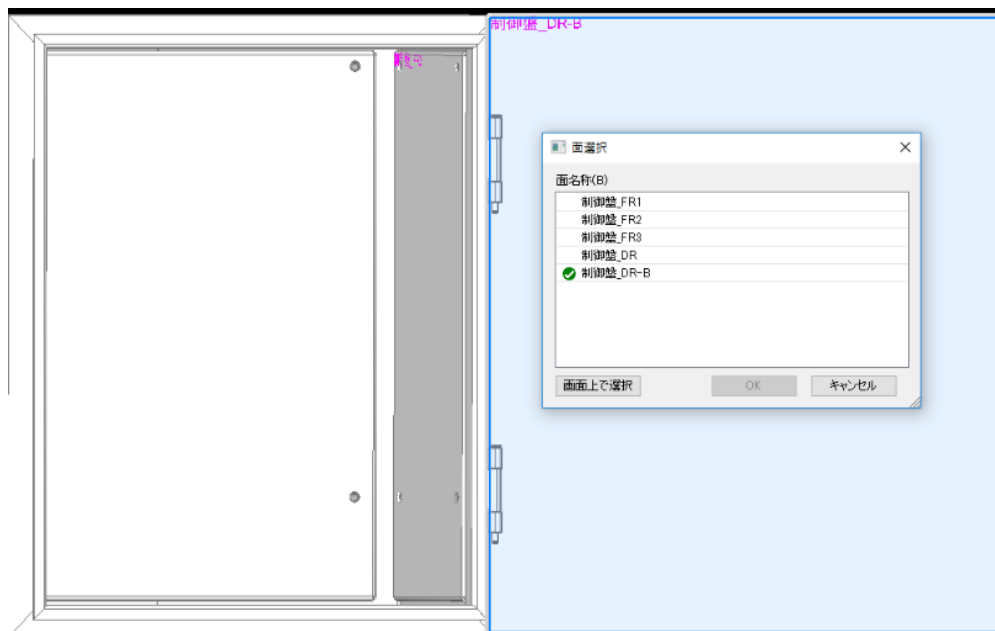 制御盤_DR-B
面選択
面名称(B)
制御盤_FR1
制御盤_FR2
制御盤_FR3
制御盤_DR
制御盤_DR-B
画面上で選択
OK
キャンセル